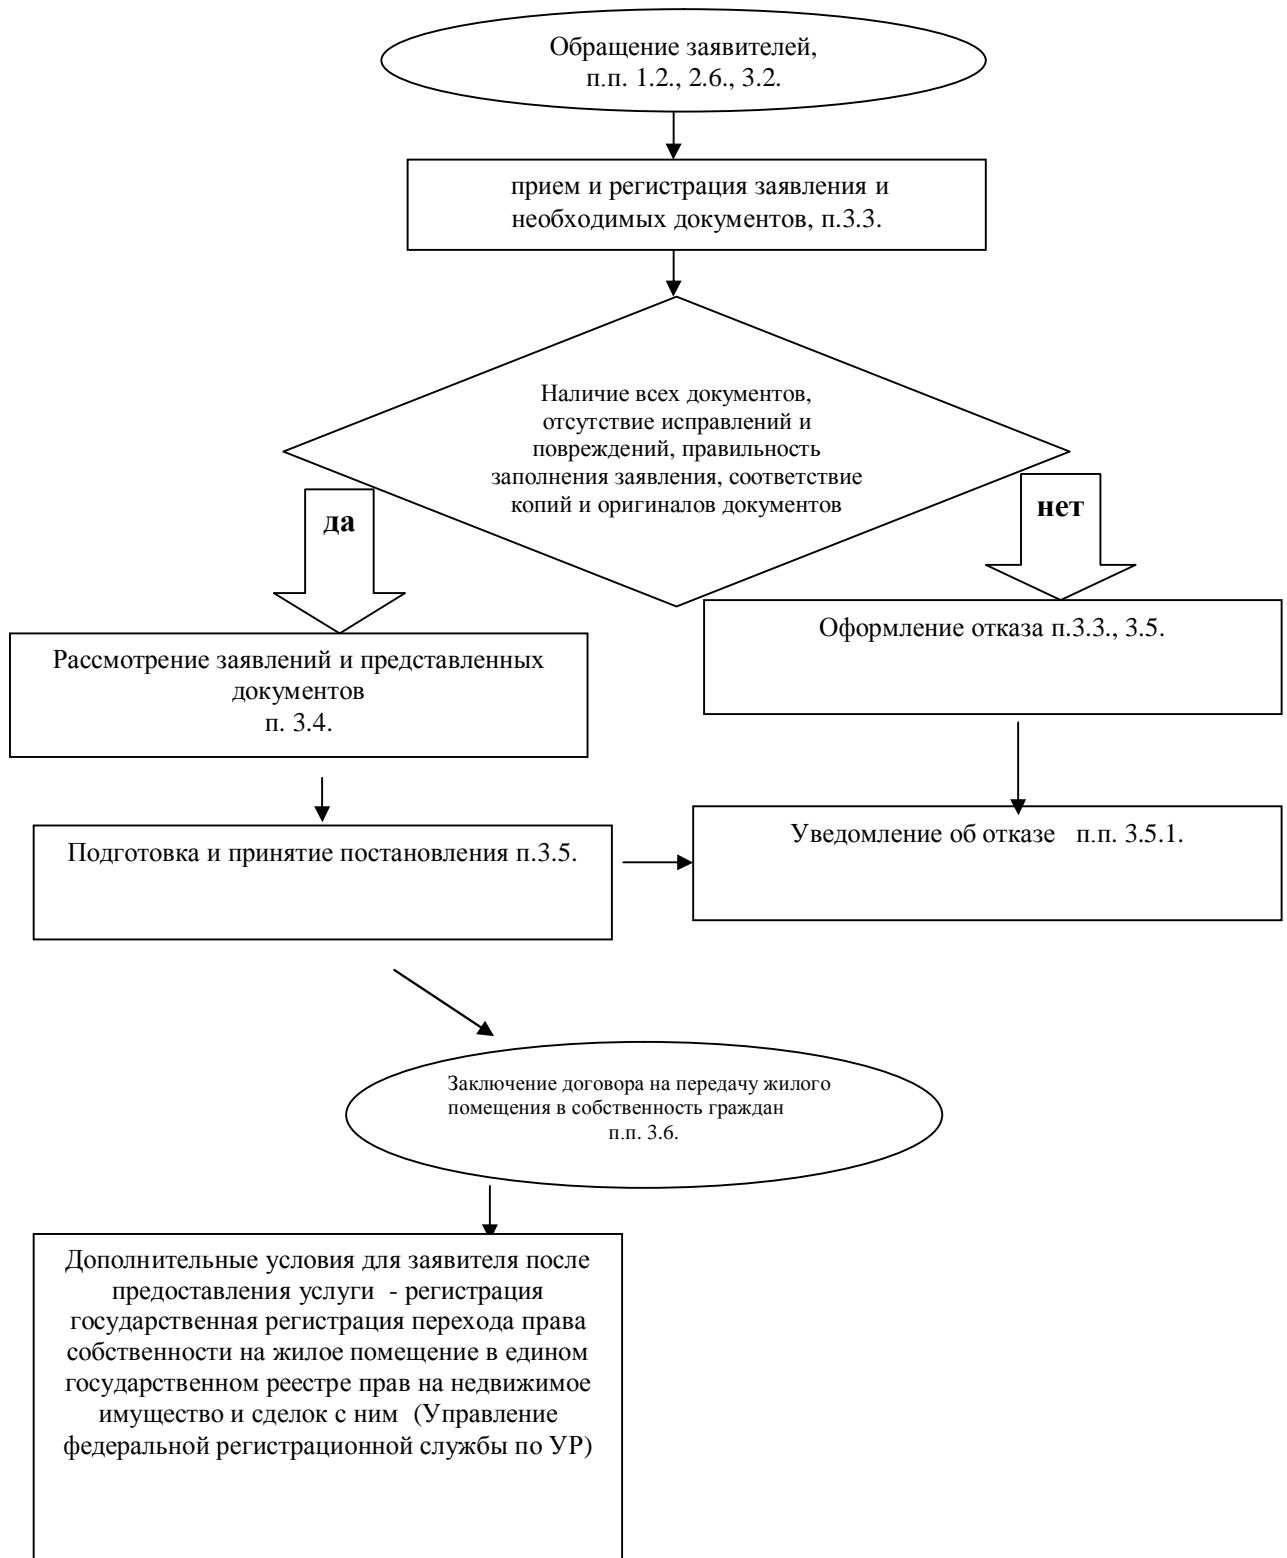 Обращение заявителей,
п.п. 1.2., 2.6., 3.2.
прием и регистрация заявления и
необходимых документов, п.3.3.
Наличие всех документов,
отсутствие исправлений и
повреждений, правильность
заполнения заявления, соответствие
копий и оригиналов документов
да
нет
Оформление отказа п.3.3., 3.5.
Рассмотрение заявлений и представленных
документов
п. 3.4.
Уведомление об отказе п.п. 3.5.1.
Подготовка и принятие постановления п.3.5.
Заключение договора на передачу жилого
помещения в собственность граждан
п.п. 3.6.
Дополнительные условия для заявителя после
предоставления услуги - регистрация
государственная регистрация перехода права
собственности на жилое помещение в едином
государственном реестре прав на недвижимое
имущество и сделок с ним (Управление
федеральной регистрационной службы по УР)